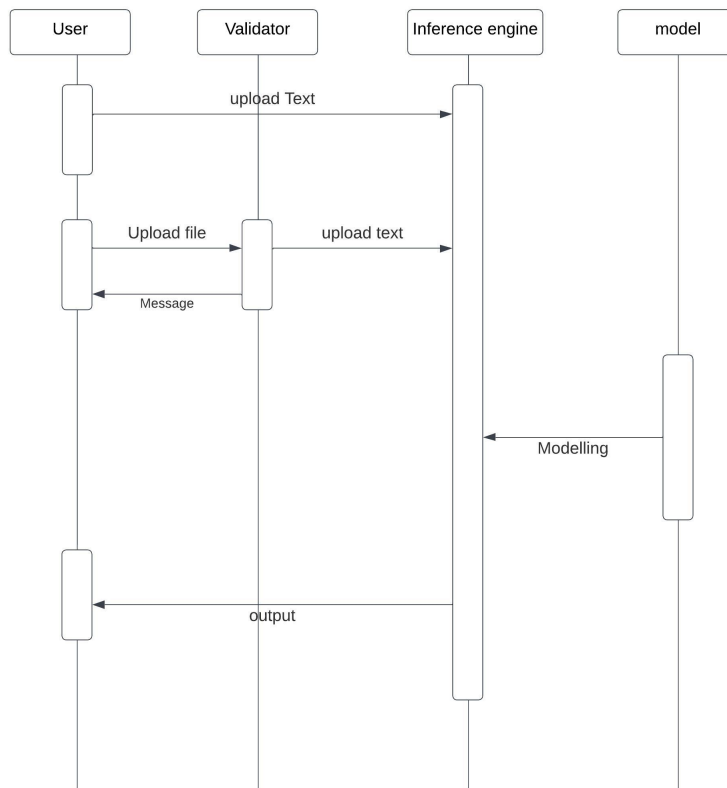 User
Validator
Inference engine
model
upload Text
Upload file
upload text
Message
Modelling
output